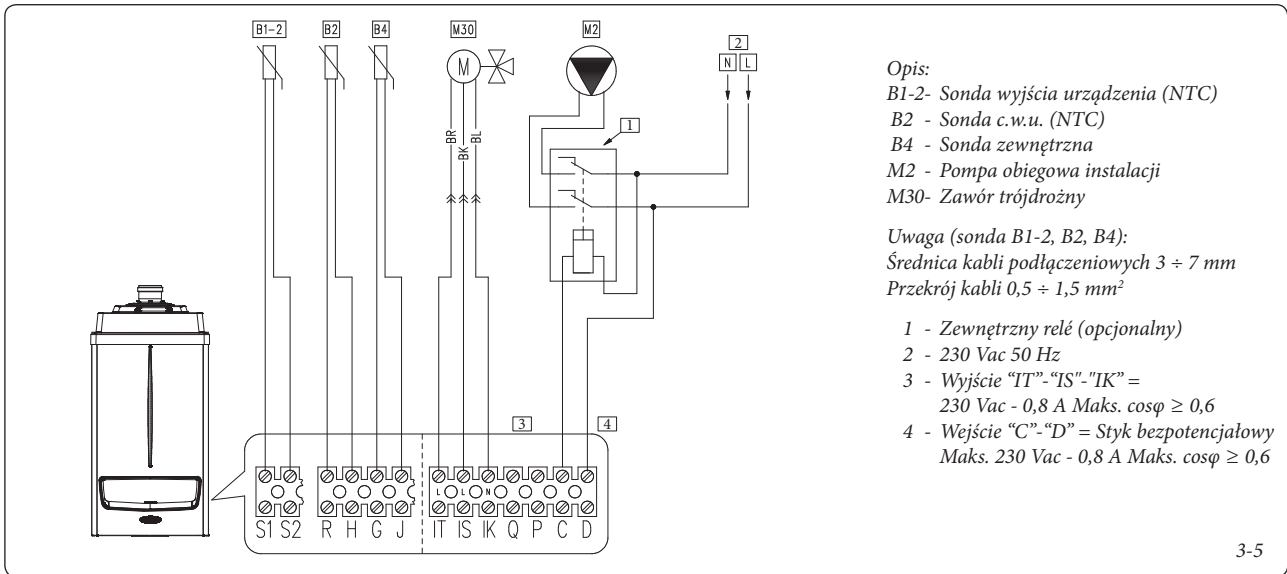 B1-2 B2 B4 M30 M2 2
N L
M
1
BR BK BL
3 4
L L N
S1 S2 R H G J IT IS IK Q P C D
Opis:
B1-2- Sonda wyjścia urządzenia (NTC)
B2 - Sonda c.w.u. (NTC)
B4 - Sonda zewnętrzna
M2 - Pompa obiegowa instalacji
M30- Zawór trójdrożny
Uwaga (sonda B1-2, B2, B4):
Średnica kabli podłączeniowych 3 ÷ 7 mm
Przekrój kabli 0,5 ÷ 1,5 mm²
1 - Zewnętrzny relé (opcjonalny)
2 - 230 Vac 50 Hz
3 - Wyjście “IT”-“IS"-"IK” =
230 Vac - 0,8 A Maks. cosφ ≥ 0,6
4 - Wejście “C”-“D” = Styk bezpotencjałowy
Maks. 230 Vac - 0,8 A Maks. cosφ ≥ 0,6
3-5